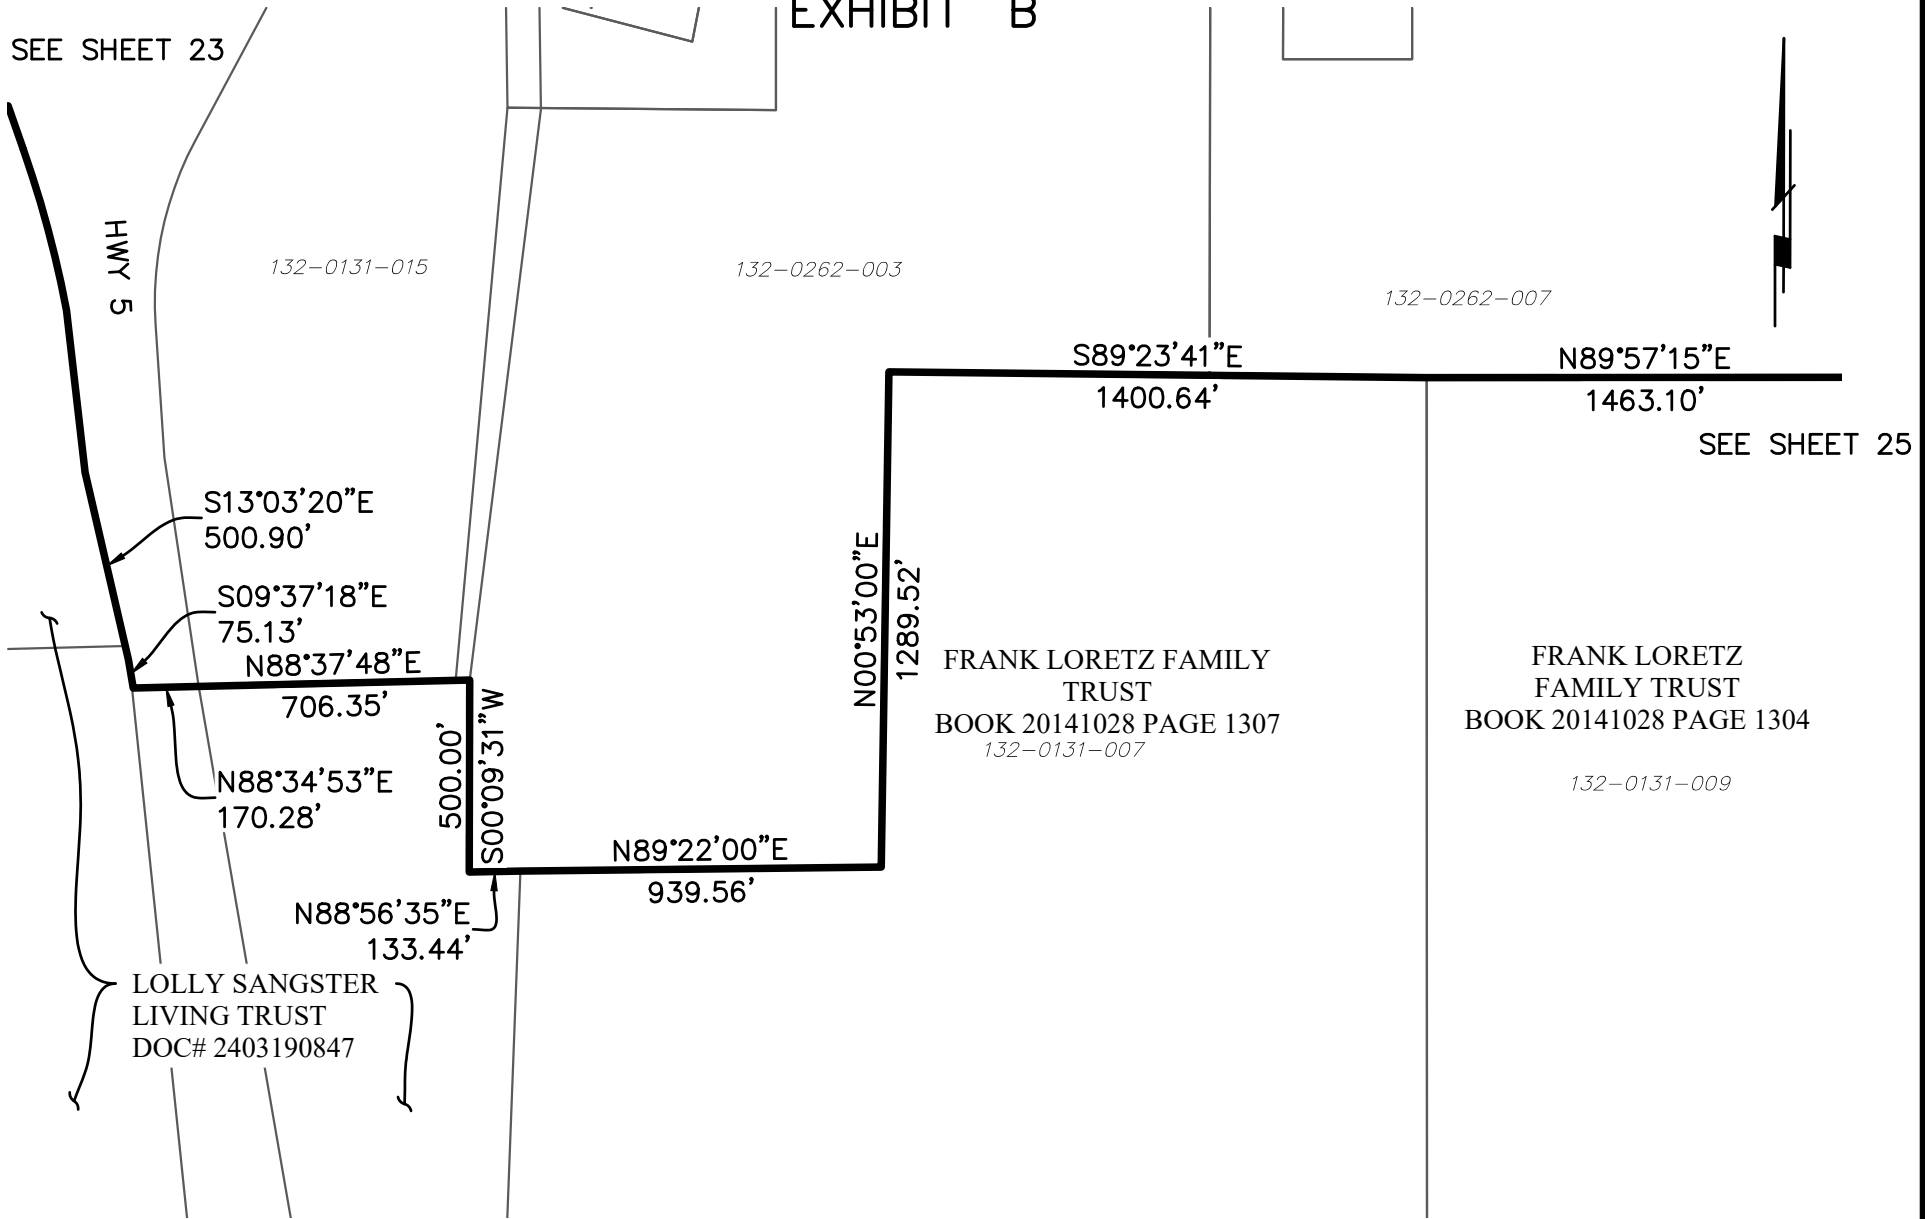 EXHIBIT B
SEE SHEET 23
HWY 5
132-0131-015
132-0262-003
132-0262-007
S89°23'41"E
1400.64'
N89°57'15"E
1463.10'
SEE SHEET 25
S13°03'20"E
500.90'
S09°37'18"E
75.13'
N88°37'48"E
706.35'
N88°34'53"E
170.28'
500.00'
S00°09'31"W
N89°22'00"E
939.56'
N88°56'35"E
133.44'
N00°53'00"E
1289.52'
FRANK LORETZ FAMILY
TRUST
BOOK 20141028 PAGE 1307
132-0131-007
FRANK LORETZ
FAMILY TRUST
BOOK 20141028 PAGE 1304
132-0131-009
LOLLY SANGSTER
LIVING TRUST
DOC# 2403190847